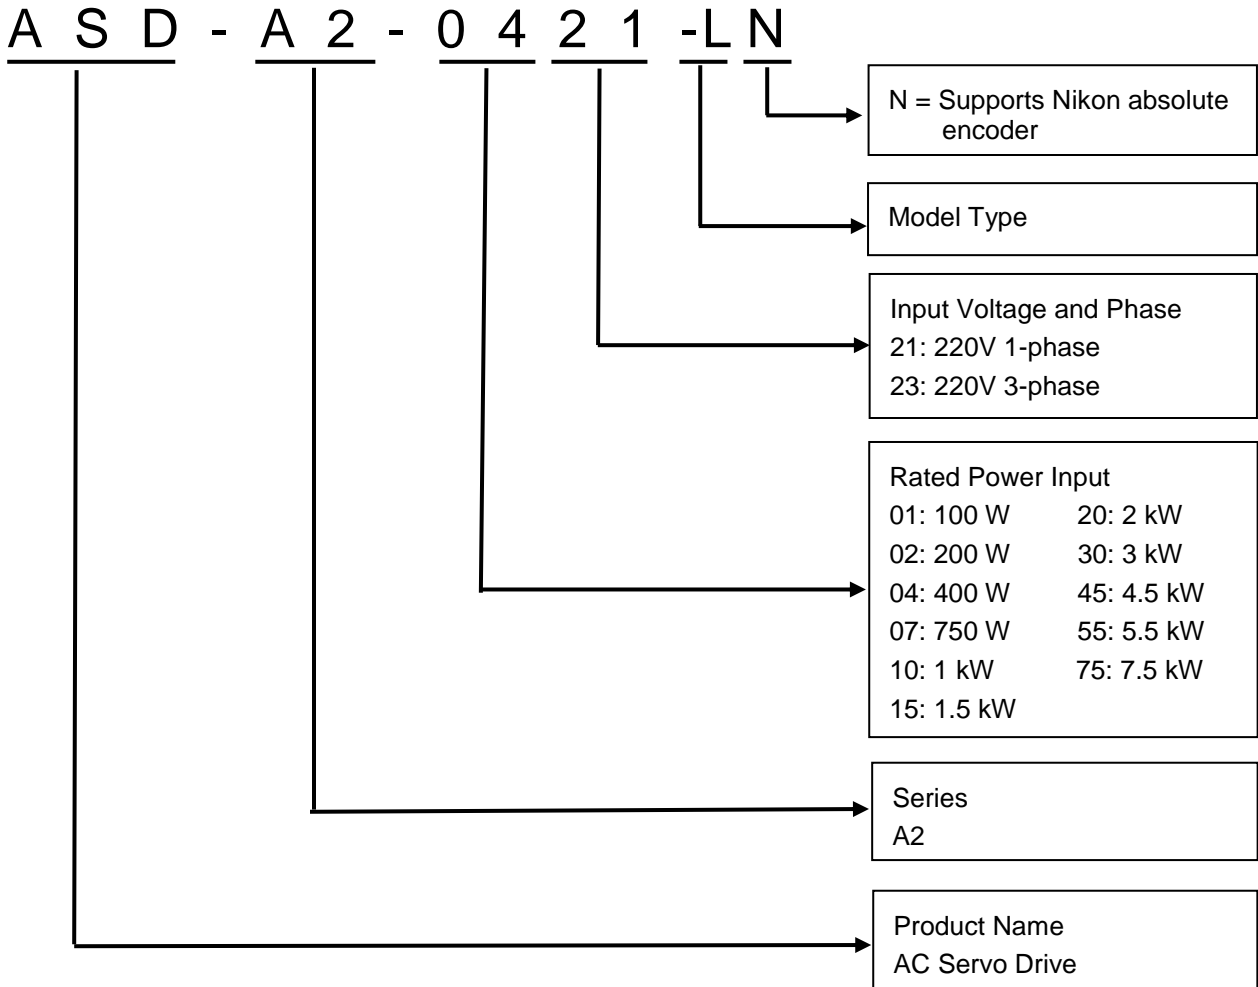 A S D - A 2 - 0 4 2 1 -L N
N = Supports Nikon absolute
encoder
Model Type
Input Voltage and Phase
21: 220V 1-phase
23: 220V 3-phase
Rated Power Input
01: 100 W 20: 2 kW
02: 200 W 30: 3 kW
04: 400 W 45: 4.5 kW
07: 750 W 55: 5.5 kW
10: 1 kW 75: 7.5 kW
15: 1.5 kW
Series
A2
Product Name
AC Servo Drive